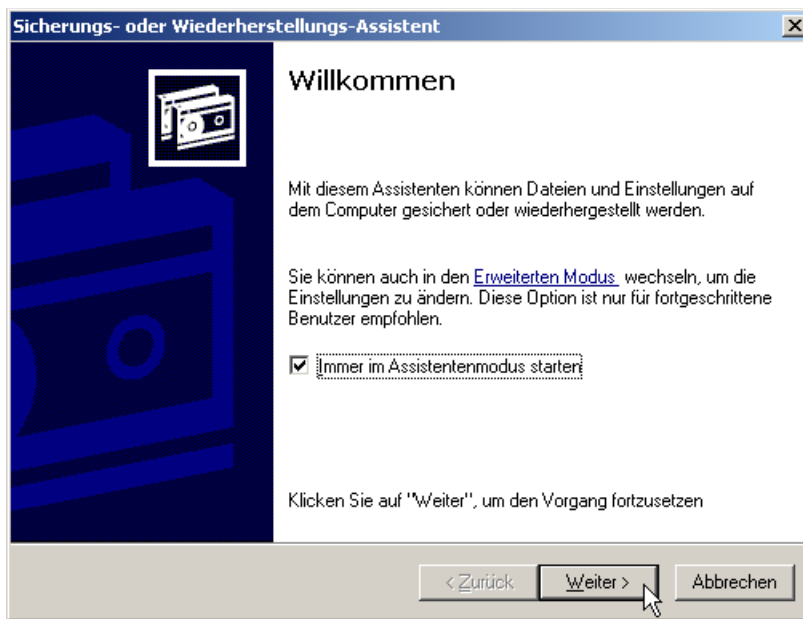 Sicherungs- oder Wiederherstellungs-Assistent
Willkommen
Mit diesem Assistenten können Dateien und Einstellungen auf
dem Computer gesichert oder wiederhergestellt werden.
Sie können auch in den Erweiterten Modus wechseln, um die
Einstellungen zu ändern. Diese Option ist nur für fortgeschrittene
Benutzer empfohlen.
Immer im Assistentenmodus starten
Klicken Sie auf "Weiter", um den Vorgang fortzusetzen
< Zurück Weiter > Abbrechen